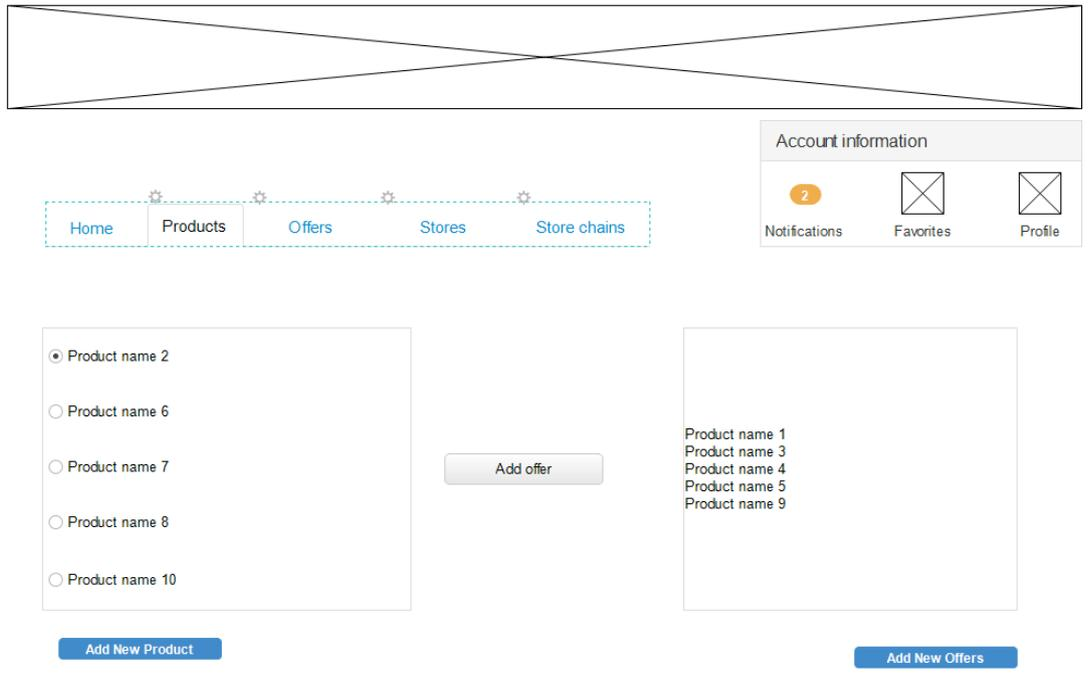 Account information
2
Notifications Favorites Profile
Home Products Offers Stores Store chains
Product name 2
Product name 6
Product name 7
Product name 8
Product name 10
Add offer
Product name 1
Product name 3
Product name 4
Product name 5
Product name 9
Add New Product
Add New Offers